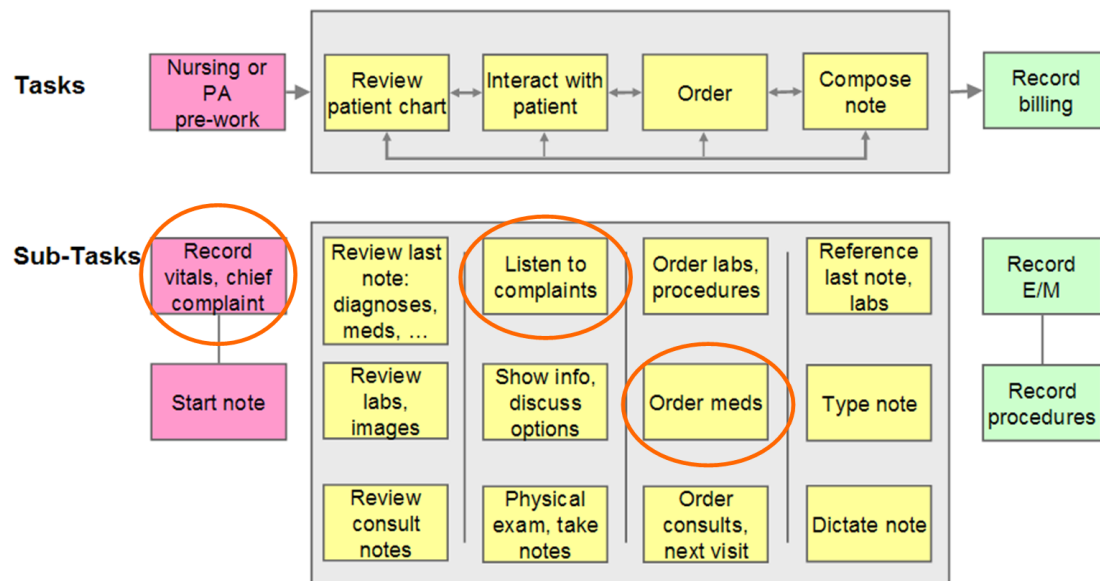 Tasks
Nursing or
PA
pre-work
Review
patient chart
Interact with
patient
Order
Compose
note
Record
billing
Sub-Tasks
Record
vitals, chief
complaint
Review last
note:
diagnoses,
meds, …
Listen to
complaints
Order labs,
procedures
Reference
last note,
labs
Record
E/M
Start note
Review
labs,
images
Show info,
discuss
options
Order meds
Type note
Record
procedures
Review
consult
notes
Physical
exam, take
notes
Order
consults,
next visit
Dictate note